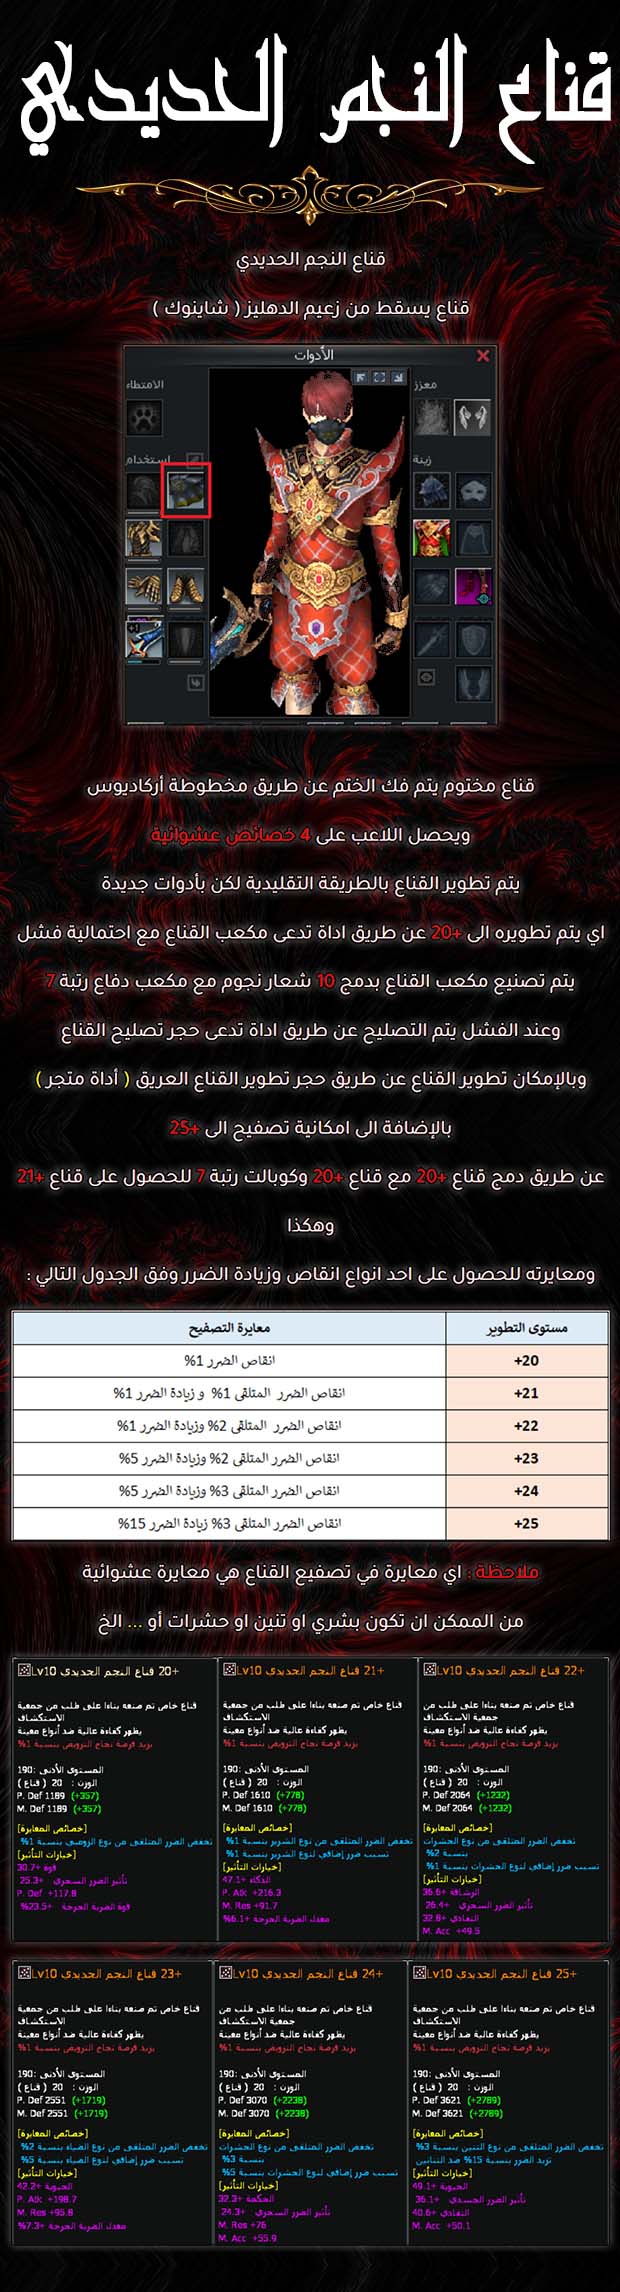 قناع النجم الحديدي
قناع النجم الحديدي
قناع يسقط من زعيم الدهليز ( شاينوك )
الأدوات
الامتطاء
معزز
استخدام
زينة
+1
قناع مختوم يتم فك الختم عن طريق مخطوطة أركاديوس
ويحصل اللاعب على 4 خصائص عشوائية
يتم تطوير القناع بالطريقة التقليدية لكن بأدوات جديدة
اي يتم تطويره الى +20 عن طريق اداة تدعى مكعب القناع مع احتمالية فشل
يتم تصنيع مكعب القناع بدمج 10 شعار نجوم مع مكعب دفاع رتبة 7
وعند الفشل يتم التصليح عن طريق اداة تدعى حجر تصليح القناع
وبالإمكان تطوير القناع عن طريق حجر تطوير القناع العريق ( أداة متجر )
بالإضافة الى امكانية تصفيح الى +25
عن طريق دمج قناع +20 مع قناع +20 وكوبالت رتبة 7 للحصول على قناع +21
وهكذا
ومعايرته للحصول على احد انواع انقاص وزيادة الضرر وفق الجدول التالي :
مستوى التطوير معايرة التصفيح
+20 انقاص الضرر 1%
+21 انقاص الضرر المتلقى 1% و زيادة الضرر 1%
+22 انقاص الضرر المتلقى 2% وزيادة الضرر 1%
+23 انقاص الضرر المتلقى 2% وزيادة الضرر 5%
+24 انقاص الضرر المتلقى 3% وزيادة الضرر 5%
+25 انقاص الضرر المتلقى 3% زيادة الضرر 15%
ملاحظة : اي معايرة في تصفيع القناع هي معايرة عشوائية
من الممكن ان تكون بشري او تنين او حشرات أو ... الخ
Lv10 قناع النجم الحديدي 20+
قناع خاص تم صنعه بناءا على طلب من جمعية
الاستكشاف
يظهر كفاءة عالية ضد أنواع معينة
يزيد فرصة نجاح الترويض بنسبة 1%
المستوى الأدنى :190
الوزن : 20 ( قناع )
P. Def 1189 (+357)
M. Def 1189 (+357)
[خصائص المعايرة]
تخفض الضرر المتلقى من نوع الزومبي بنسبة 1%
[خيارات التأثير]
قوة +30.7
تأثير الضرر السحري +25.3
P. Def +117.8
قوة الضربة الحرجة +23.5%
Lv10 قناع النجم الحديدي 21+
قناع خاص تم صنعه بناءا على طلب من جمعية
الاستكشاف
يظهر كفاءة عالية ضد أنواع معينة
يزيد فرصة نجاح الترويض بنسبة 1%
المستوى الأدنى :190
الوزن : 20 ( قناع )
P. Def 1610 (+778)
M. Def 1610 (+778)
[خصائص المعايرة]
تخفض الضرر المتلقى من نوع الشرير بنسبة 1%
تسبب ضرر إضافي لنوع الشرير بنسبة 1%
[خيارات التأثير]
الذكاء +47.1
P. Atk +216.3
M. Res +91.7
معدل الضربة الحرجة +6.1%
Lv10 قناع النجم الحديدي 22+
قناع خاص تم صنعه بناءا على طلب من
جمعية الاستكشاف
يظهر كفاءة عالية ضد أنواع معينة
يزيد فرصة نجاح الترويض بنسبة 1%
المستوى الأدنى :190
الوزن : 20 ( قناع )
P. Def 2064 (+1232)
M. Def 2064 (+1232)
[خصائص المعايرة]
تخفض الضرر المتلقى من نوع الحشرات
بنسبة 2%
تسبب ضرر إضافي لنوع الحشرات بنسبة 1%
[خيارات التأثير]
الرشاقة +36.6
تأثير الضرر السحري +26.4
التفادي +32.8
M. Acc +49.5
Lv10 قناع النجم الحديدي 23+
قناع خاص تم صنعه بناءا على طلب من جمعية
الاستكشاف
يظهر كفاءة عالية ضد أنواع معينة
يزيد فرصة نجاح الترويض بنسبة 1%
المستوى الأدنى :190
الوزن : 20 ( قناع )
P. Def 2551 (+1719)
M. Def 2551 (+1719)
[خصائص المعايرة]
تخفض الضرر المتلقى من نوع الضياء بنسبة 2%
تسبب ضرر إضافي لنوع الضياء بنسبة 5%
[خيارات التأثير]
الحيوية +42.2
P. Atk +198.7
M. Res +95.8
معدل الضربة الحرجة +7.3%
Lv10 قناع النجم الحديدي 24+
قناع خاص تم صنعه بناءا على طلب من
جمعية الاستكشاف
يظهر كفاءة عالية ضد أنواع معينة
يزيد فرصة نجاح الترويض بنسبة 1%
المستوى الأدنى :190
الوزن : 20 ( قناع )
P. Def 3070 (+2238)
M. Def 3070 (+2238)
[خصائص المعايرة]
تخفض الضرر المتلقى من نوع الحشرات
بنسبة 3%
تسبب ضرر إضافي لنوع الحشرات بنسبة 5%
[خيارات التأثير]
الحكمة +32.3
تأثير الضرر السحري +24.3
M. Res +76
M. Acc +55.9
Lv10 قناع النجم الحديدي 25+
قناع خاص تم صنعه بناءا على طلب من جمعية
الاستكشاف
يظهر كفاءة عالية ضد أنواع معينة
يزيد فرصة نجاح الترويض بنسبة 1%
المستوى الأدنى :190
الوزن : 20 ( قناع )
P. Def 3621 (+2789)
M. Def 3621 (+2789)
[خصائص المعايرة]
تخفض الضرر المتلقى من نوع التنين بنسبة 3%
تزيد الضرر بنسبة 15% ضد التنانين
[خيارات التأثير]
الحيوية +49.1
تأثير الضرر الجسدي +36.1
التفادي +40.6
M. Acc +50.1